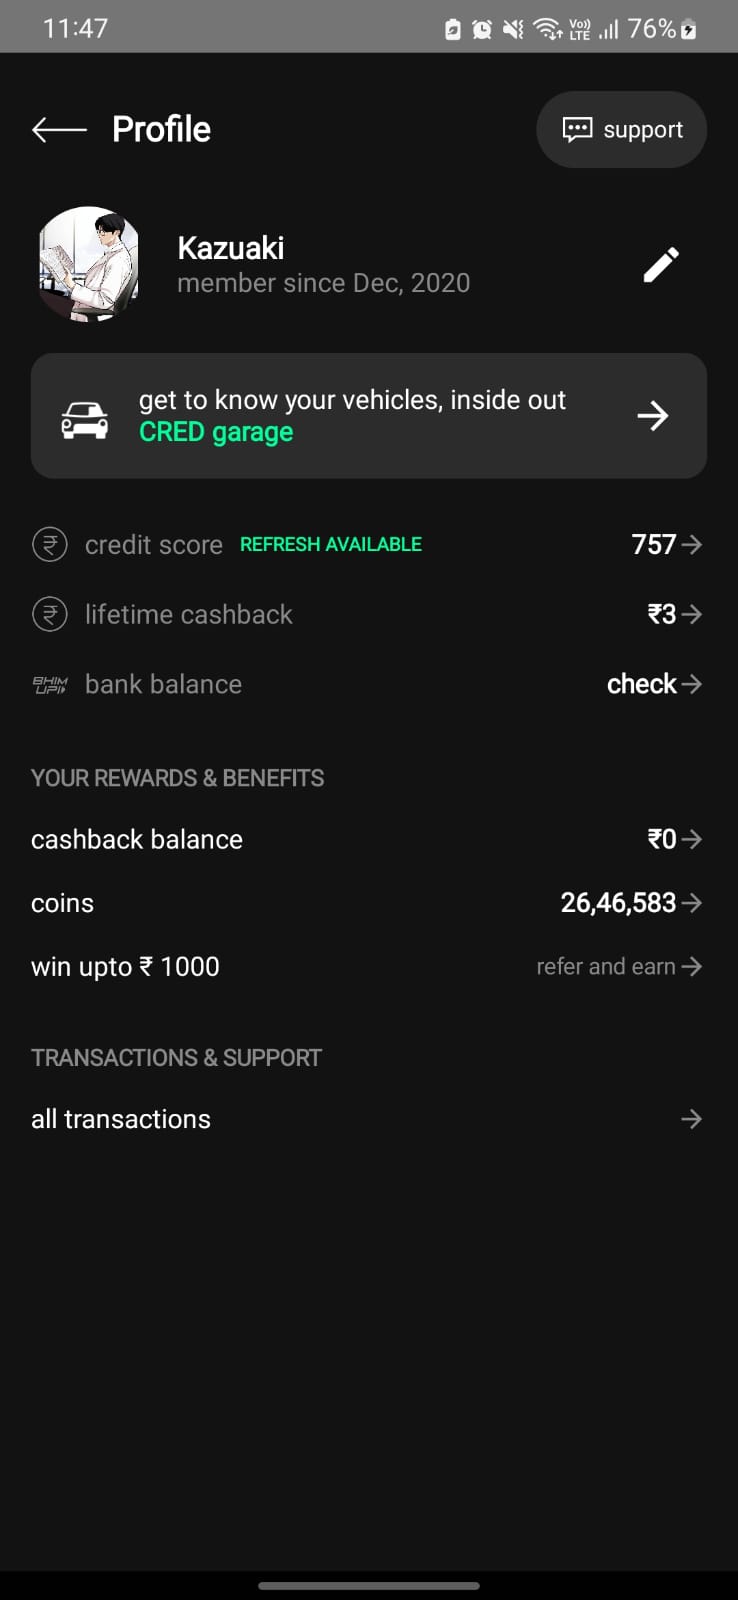 11:47 Vo)) LTE 76%
Profile
support
Kazuaki
member since Dec, 2020
get to know your vehicles, inside out
CRED garage
credit score REFRESH AVAILABLE 757
lifetime cashback ₹3
BHIM UPI bank balance check
YOUR REWARDS & BENEFITS
cashback balance ₹0
coins 26,46,583
win upto ₹ 1000 refer and earn
TRANSACTIONS & SUPPORT
all transactions